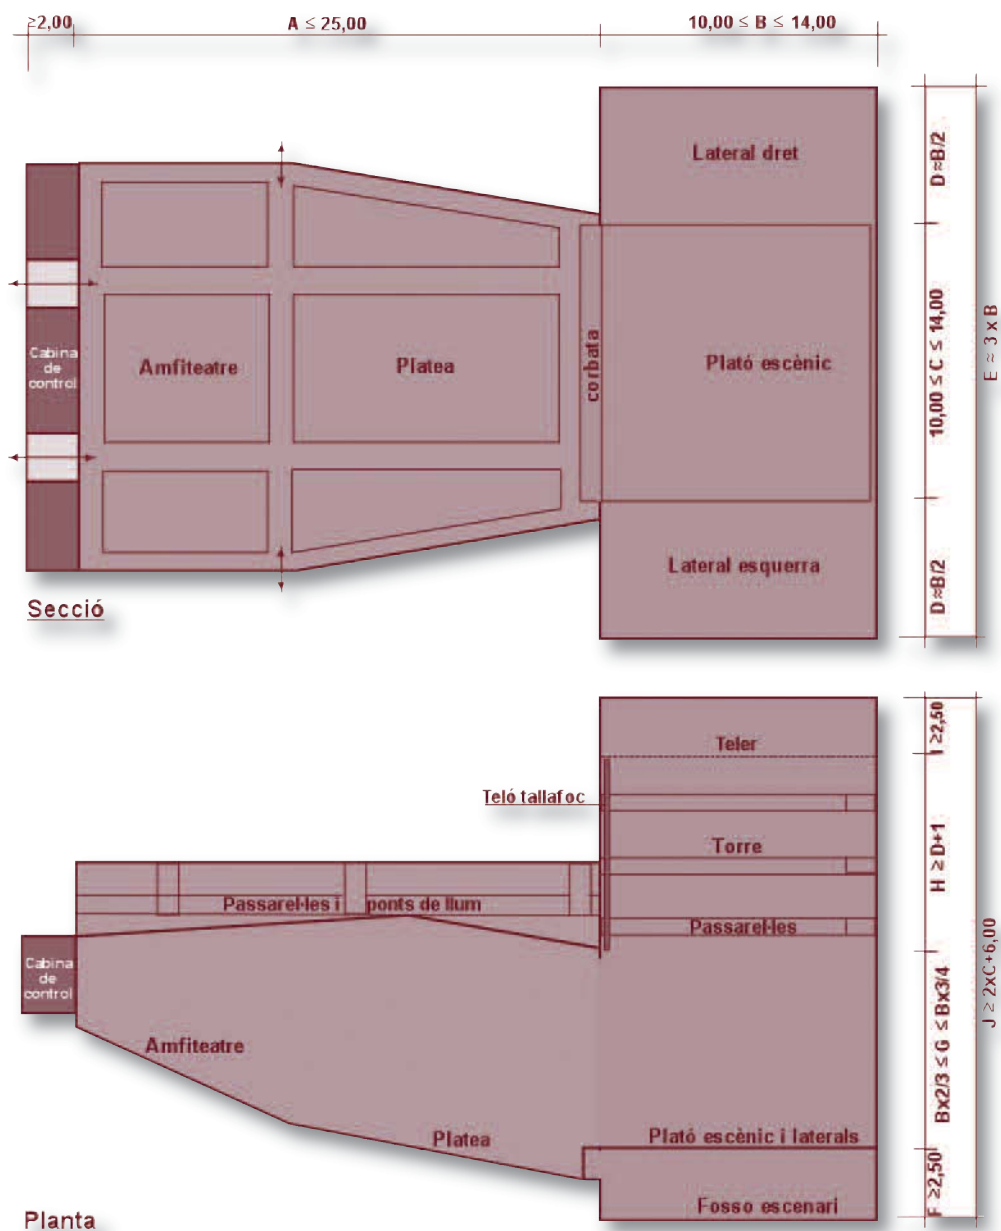 ≥2,00
A ≤ 25,00
10,00 ≤ B ≤ 14,00
Lateral dret
D≈B/2
Cabina
de
control
Amfiteatre
Platea
corbata
Plató escènic
10,00 ≤ C ≤ 14,00
E ≈ 3 x B
Lateral esquerra
D≈B/2
Secció
Teler
I ≥2,50
Teló tallafoc
Torre
H ≥ D+1
Passarel·les i ponts de llum
Passarel·les
Cabina
de
control
Amfiteatre
Bx2/3 ≤ G ≤ Bx3/4
J ≥ 2xC+6,00
Platea
Plató escènic i laterals
Fosso escenari
F ≥2,50
Planta